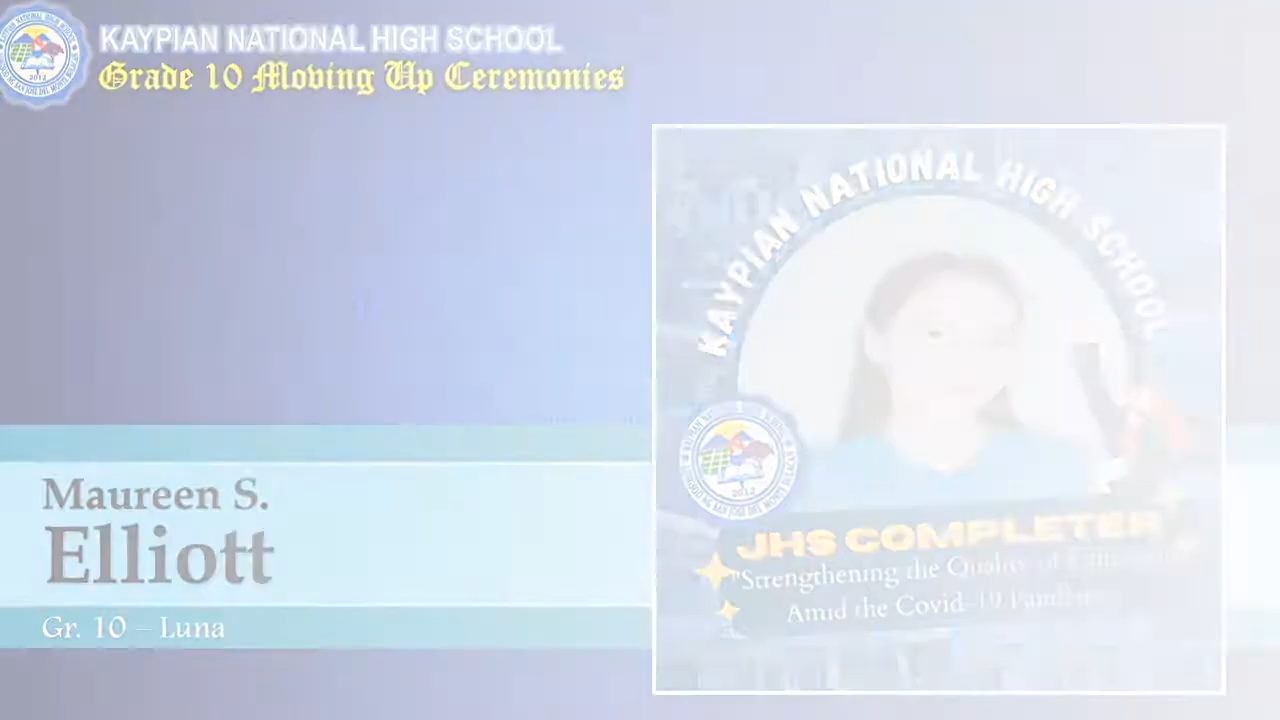 KAYPIAN NATIONAL HIGH SCHOOL
Grade 10 Moving Up Ceremonies
Maureen S.
Elliott
Gr. 10 – Luna
KAYPIAN NATIONAL HIGH SCHOOL
2012
JHS COMPLETER
"Strengthening the Quality of
Amid the Covid-19